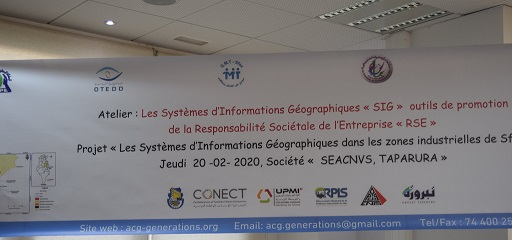 OTEDD
Atelier : Les Systèmes d'Informations Géographiques « SIG » outils de promotion
de la Responsabilité Sociétale de l'Entreprise « RSE »
Projet « Les Systèmes d'Informations Géographiques dans les zones industrielles de Sf
Jeudi 20 -02- 2020, Société « SEACNVS, TAPARURA »
CONECT
UPMI
CRPIS
نبرورة
Site web : acg-generations.org Email: acg.generations@gmail.com Tel/Fax : 74 400 25